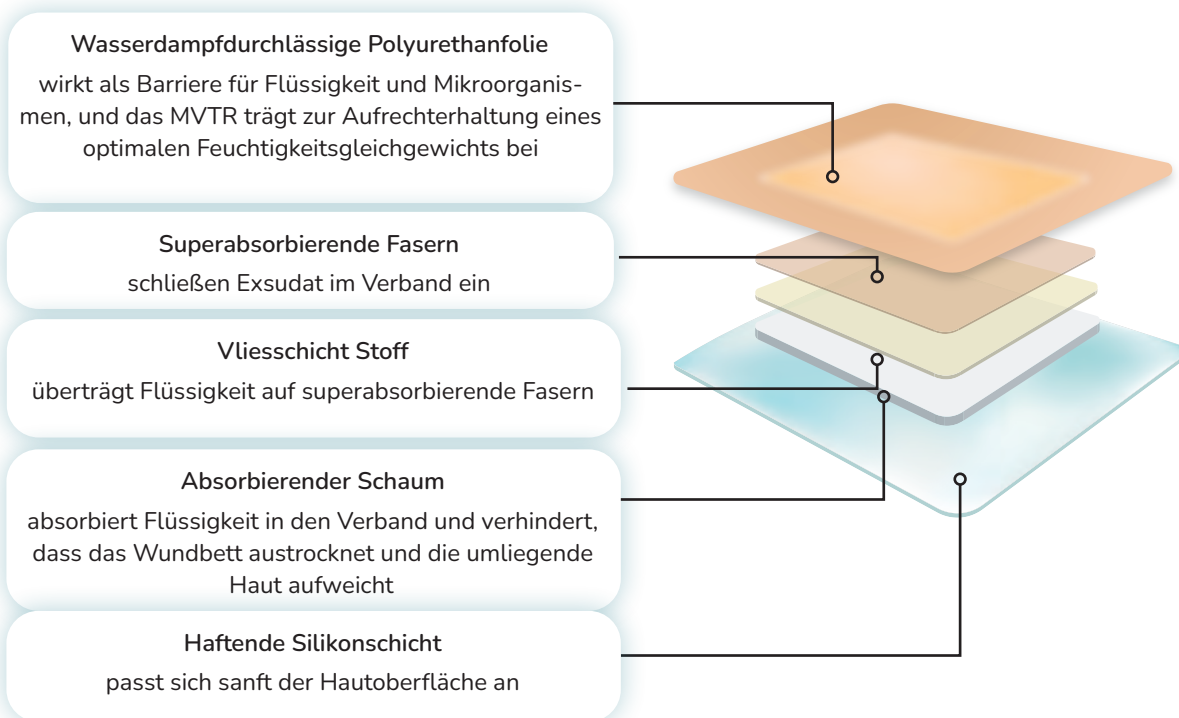 Wasserdampfdurchlässige Polyurethanfolie
wirkt als Barriere für Flüssigkeit und Mikroorganis-
men, und das MVTR trägt zur Aufrechterhaltung eines
optimalen Feuchtigkeitsgleichgewichts bei
Superabsorbierende Fasern
schließen Exsudat im Verband ein
Vliesschicht Stoff
überträgt Flüssigkeit auf superabsorbierende Fasern
Absorbierender Schaum
absorbiert Flüssigkeit in den Verband und verhindert,
dass das Wundbett austrocknet und die umliegende
Haut aufweicht
Haftende Silikonschicht
passt sich sanft der Hautoberfläche an